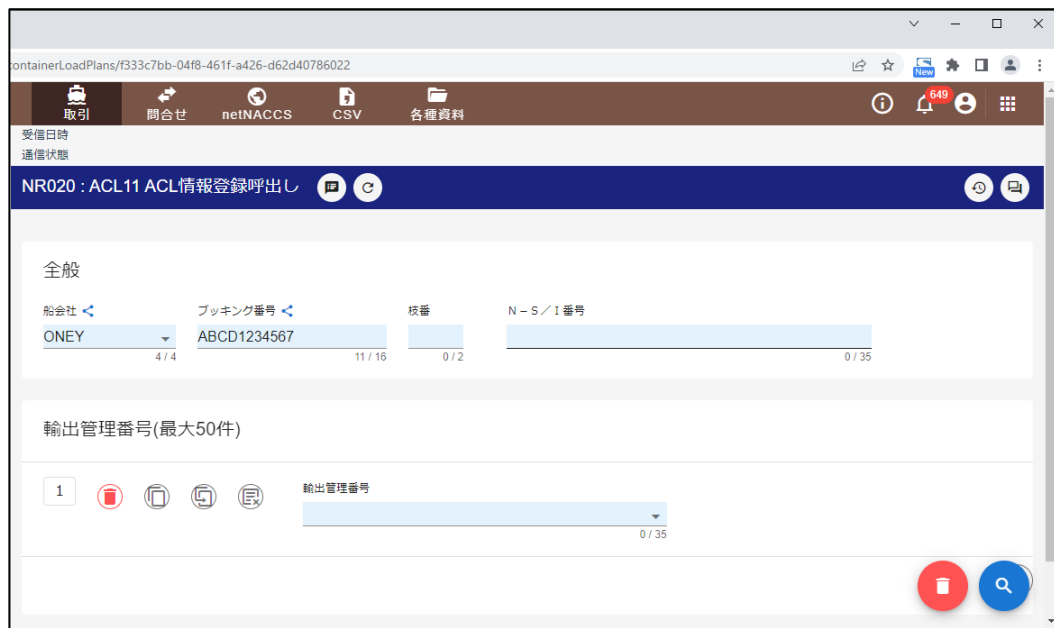 ontainerLoadPlans/f333c7bb-04f8-461f-a426-d62d40786022
New
取引 問合せ netNACCS CSV 各種資料 649
受信日時
通信状態
NR020 : ACL11 ACL情報登録呼出し
全般
船会社 ブッキング番号 枝番 N－S／I 番号
ONEY ABCD1234567
4 / 4 11 / 16 0 / 2 0 / 35
輸出管理番号(最大50件)
1 輸出管理番号
0 / 35